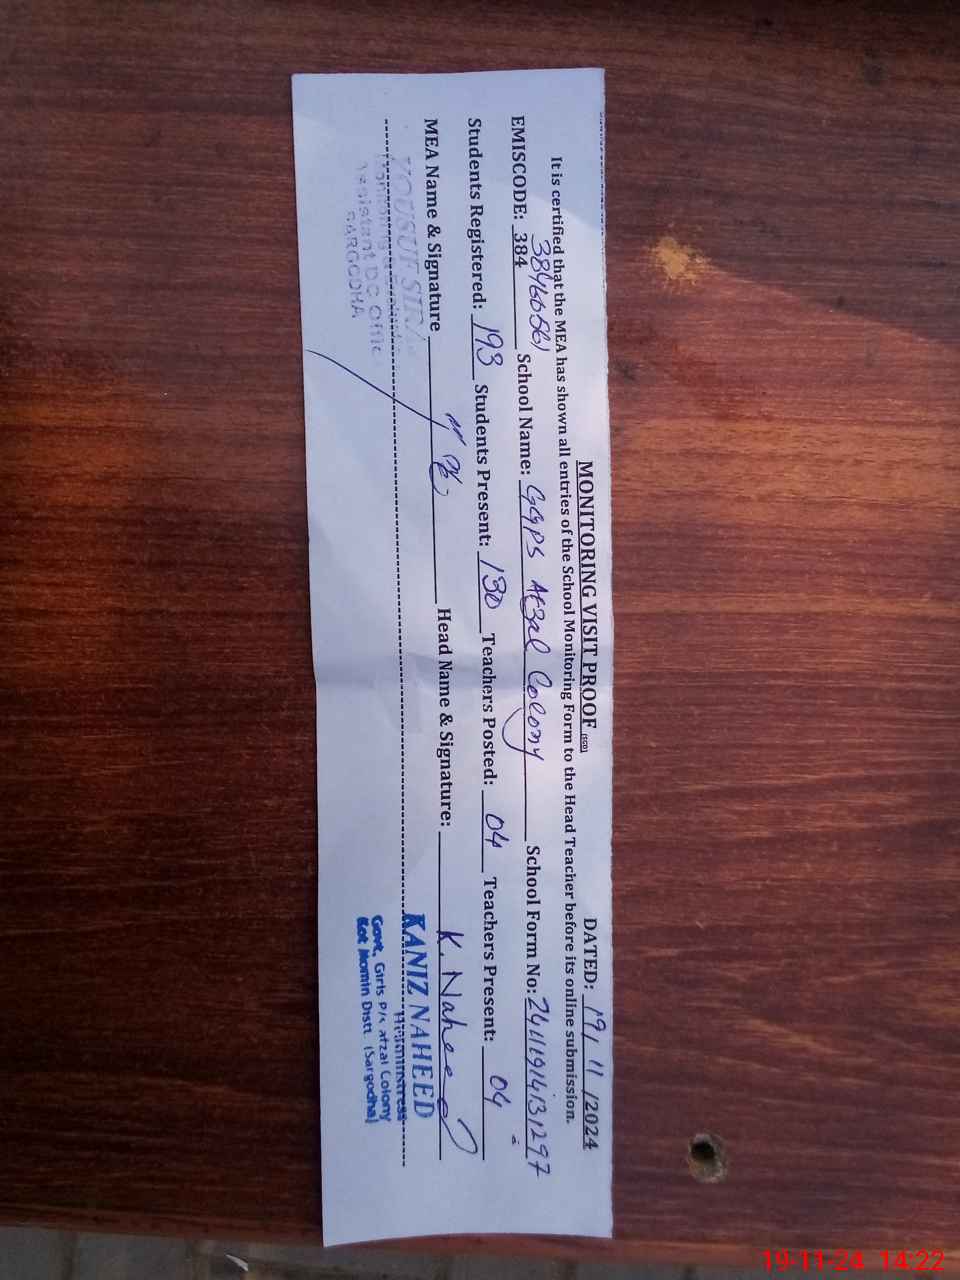 MONITORING VISIT PROOF
DATED: 19/11/2024
It is certified that the MEA has shown all entries of the School Monitoring Form to the Head Teacher before its online submission.
EMISCODE: 384 38460561 School Name: GGPS Afzal Colony School Form No: 24111914131297
Students Registered: 193 Students Present: 130 Teachers Posted: 04 Teachers Present: 04
MEA Name & Signature Head Name & Signature: K. Naheed
YOUSUF
Assistant DC Office
SARGODHA
KANIZ NAHEED
Headmistress
Govt. Girls P/s afzal Colony
Kot Momin Distt. (Sargodha)
19-11-24 14:22